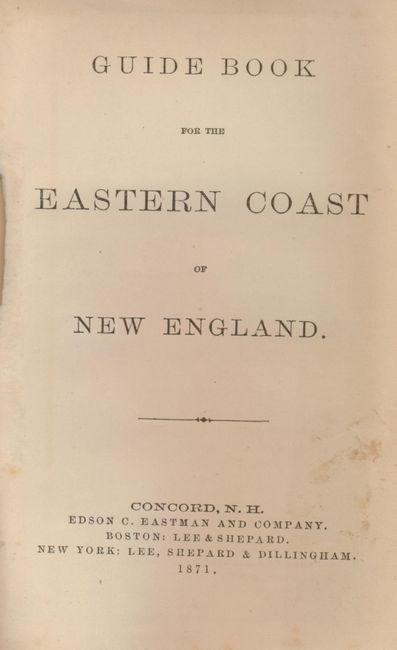 GUIDE BOOK
FOR THE
EASTERN COAST
OF
NEW ENGLAND.
CONCORD, N. H.
EDSON C. EASTMAN AND COMPANY.
BOSTON: LEE & SHEPARD.
NEW YORK: LEE, SHEPARD & DILLINGHAM.
1871.